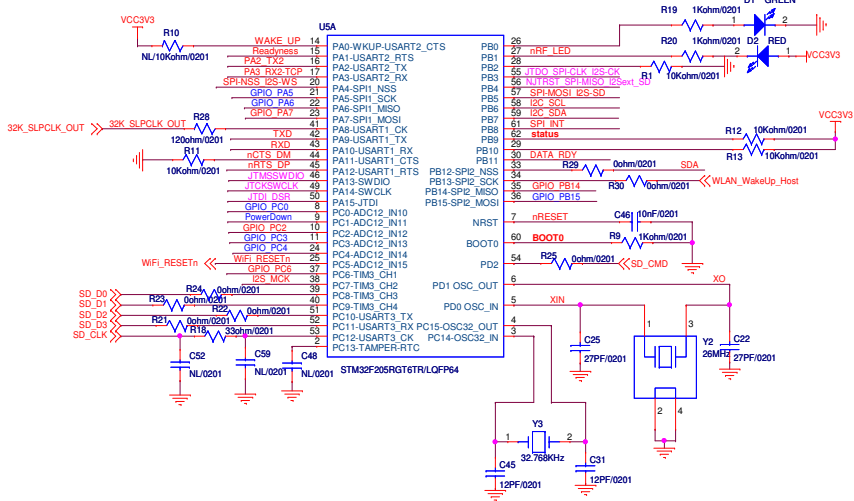 D1 GREEN
R19 1Kohm/0201 1 2
VCC3V3
U5A
R10
NL/10Kohm/0201
WAKE_UP 14 PA0-WKUP-USART2_CTS PB0 26
Readyness 15 PA1-USART2_RTS PB1 27 nRF_LED R20 1Kohm/0201 2 D2 RED 1 VCC3V3
PA2_TX2 16 PA2-USART2_TX PB2 28 R1 10Kohm/0201
PA3_RX2-TCP 17 PA3-USART2_RX PB3 55 JTDO_SPI-CLK_I2S-CK
SPI-NSS_I2S-WS 20 PA4-SPI1_NSS PB4 56 NJTRST_SPI-MISO_I2Sext_SD
GPIO_PA5 21 PA5-SPI1_SCK PB5 57 SPI-MOSI_I2S-SD
GPIO_PA6 22 PA6-SPI1_MISO PB6 58 I2C_SCL
GPIO_PA7 23 PA7-SPI1_MOSI PB7 59 I2C_SDA
32K_SLPCLK_OUT 32K_SLPCLK_OUT R28 120ohm/0201 41 PA8-USART1_CK PB8 61 SPI_INT
VCC3V3
TXD 42 PA9-USART1_TX PB9 62 status R12 10Kohm/0201
RXD 43 PA10-USART1_RX PB10 29 R13 10Kohm/0201
R11 10Kohm/0201 nCTS_DM 44 PA11-USART1_CTS PB11 30 DATA_RDY
nRTS_DP 45 PA12-USART1_RTS PB12-SPI2_NSS 33 R29 0ohm/0201 SDA
JTMSSWDIO 46 PA13-SWDIO PB13-SPI2_SCK 34 R30 0ohm/0201 WLAN_WakeUp_Host
JTCKSWCLK 49 PA14-SWCLK PB14-SPI2_MISO 35 GPIO_PB14
JTDI_DSR 50 PA15-JTDI PB15-SPI2_MOSI 36 GPIO_PB15
GPIO_PC0 8 PC0-ADC12_IN10
PowerDown 9 PC1-ADC12_IN11 NRST 7 nRESET C46 10nF/0201
GPIO_PC2 10 PC2-ADC12_IN12
GPIO_PC3 11 PC3-ADC12_IN13 BOOT0 60 BOOT0 R9 1Kohm/0201
GPIO_PC4 24 PC4-ADC12_IN14
WiFi_RESETn WiFi_RESETn 25 PC5-ADC12_IN15 PD2 54 R25 0ohm/0201 SD_CMD
GPIO_PC6 37 PC6-TIM3_CH1
I2S_MCK 38 PC7-TIM3_CH2 PD1 OSC_OUT 6 XO
SD_D0 R24 0ohm/0201 39 PC8-TIM3_CH3
SD_D1 R23 0ohm/0201 40 PC9-TIM3_CH4 PD0 OSC_IN 5 XIN
SD_D2 R22 0ohm/0201 51 PC10-USART3_TX
SD_D3 R21 0ohm/0201 52 PC11-USART3_RX PC15-OSC32_OUT 4
SD_CLK R18 33ohm/0201 53 PC12-USART3_CK PC14-OSC32_IN 3
2 PC13-TAMPER-RTC
STM32F205RGT6TR/LQFP64
C52
NL/0201
C59
NL/0201
C48
NL/0201
C25
27PF/0201
1 3
Y2
26MHz
2 4
C22
27PF/0201
Y3
1 2
32.768KHz
C45
12PF/0201
C31
12PF/0201